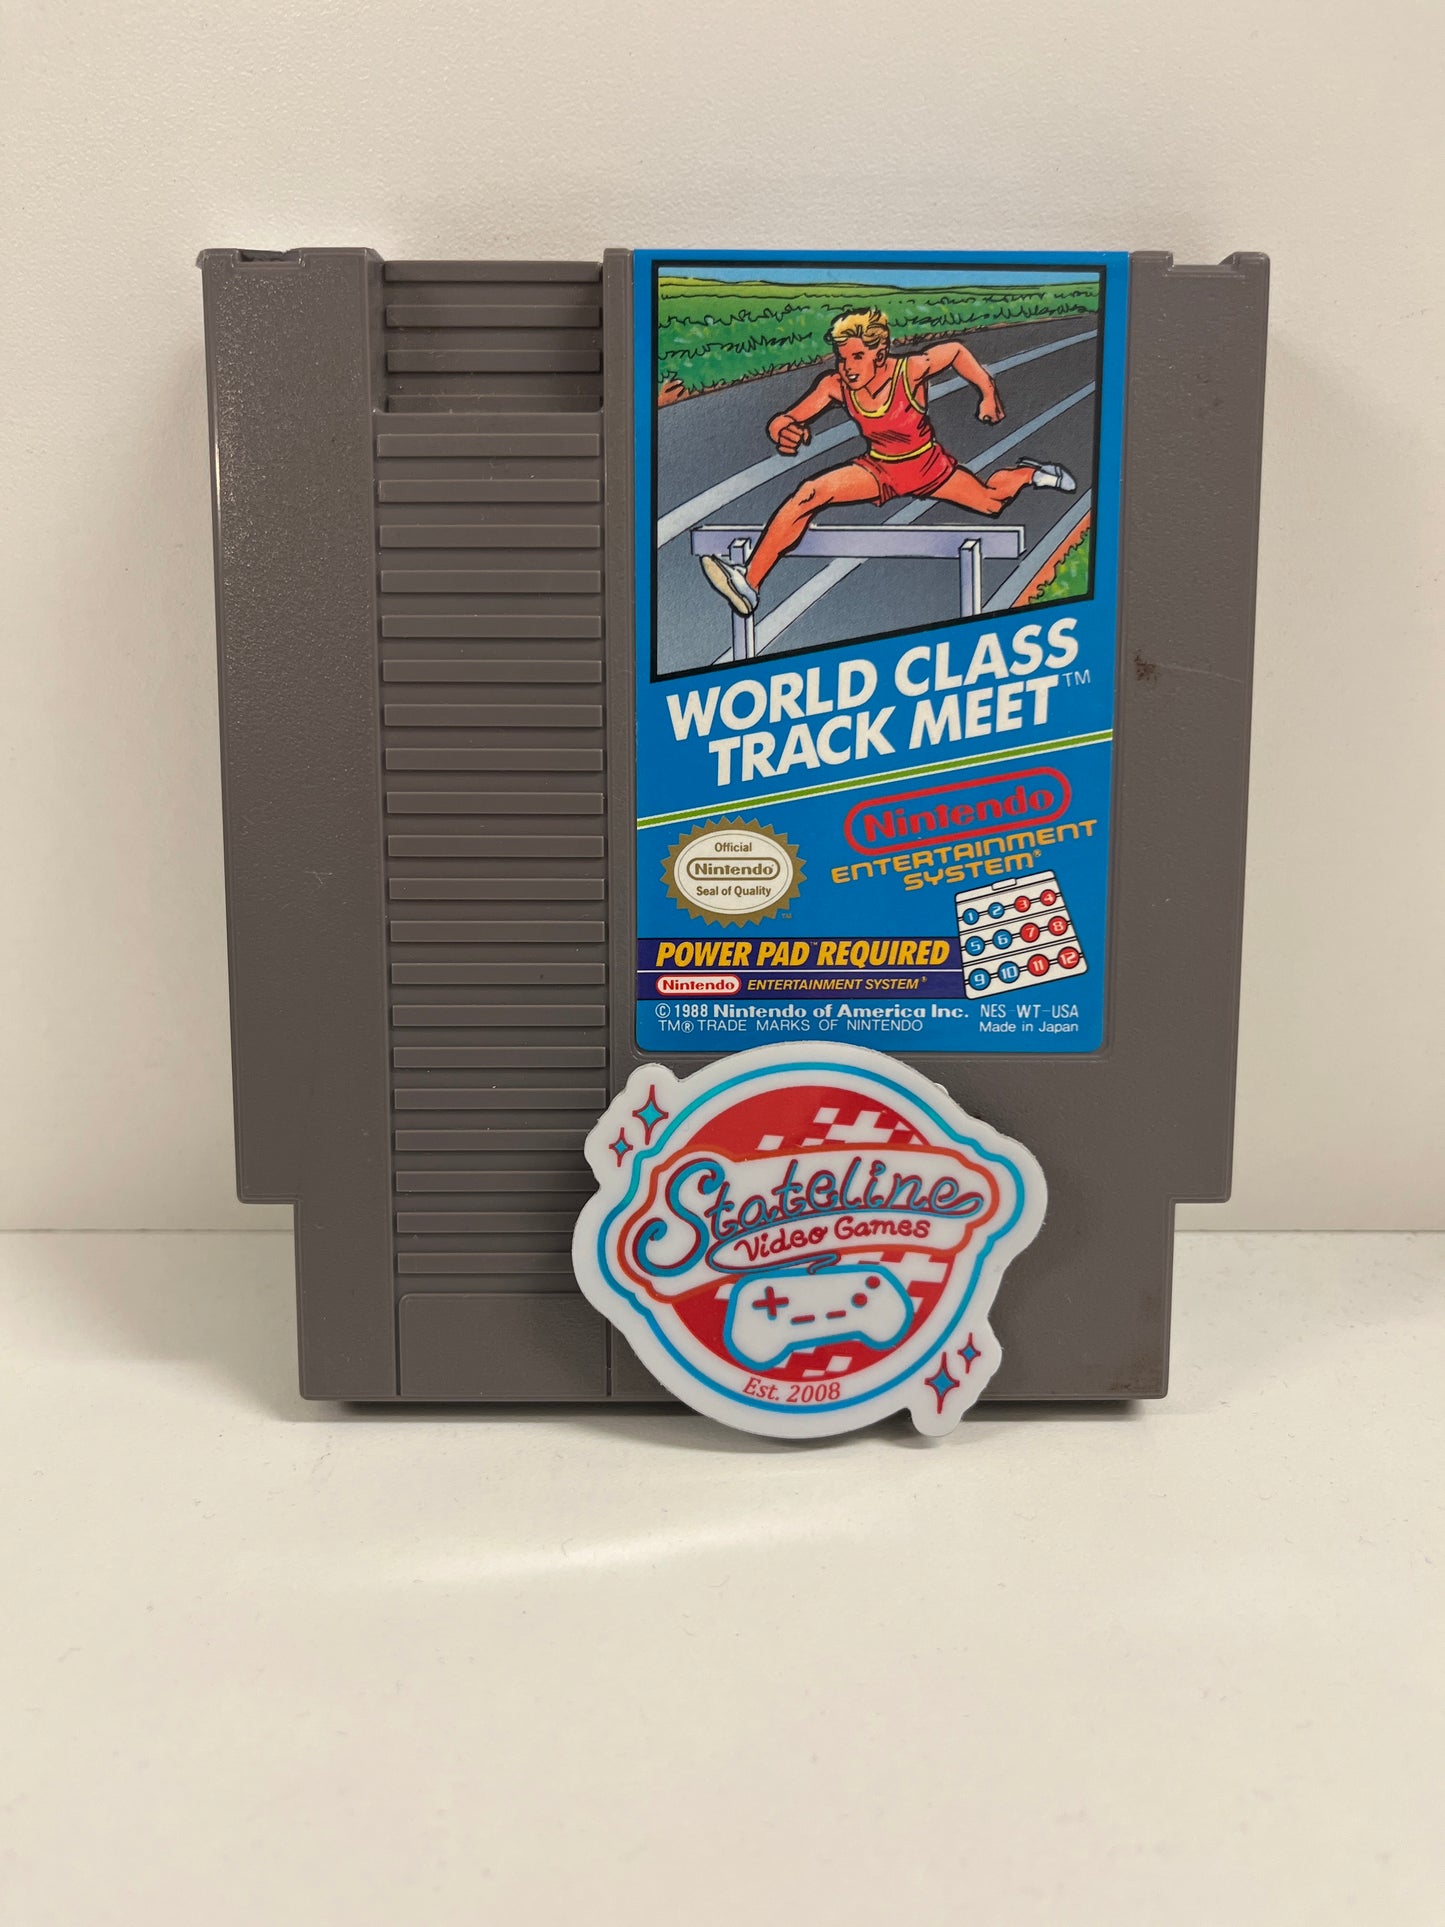 WORLD CLASS
TRACK MEET™
Nintendo
ENTERTAINMENT
SYSTEM®
Official
Nintendo®
Seal of Quality
TM
1 2 3 4
5 6 7 8
9 10 11 12
POWER PAD™ REQUIRED
Nintendo ENTERTAINMENT SYSTEM®
© 1988 Nintendo of America Inc. NES-WT-USA
TM® TRADE MARKS OF NINTENDO Made in Japan
Stateline
Video Games
Est. 2008